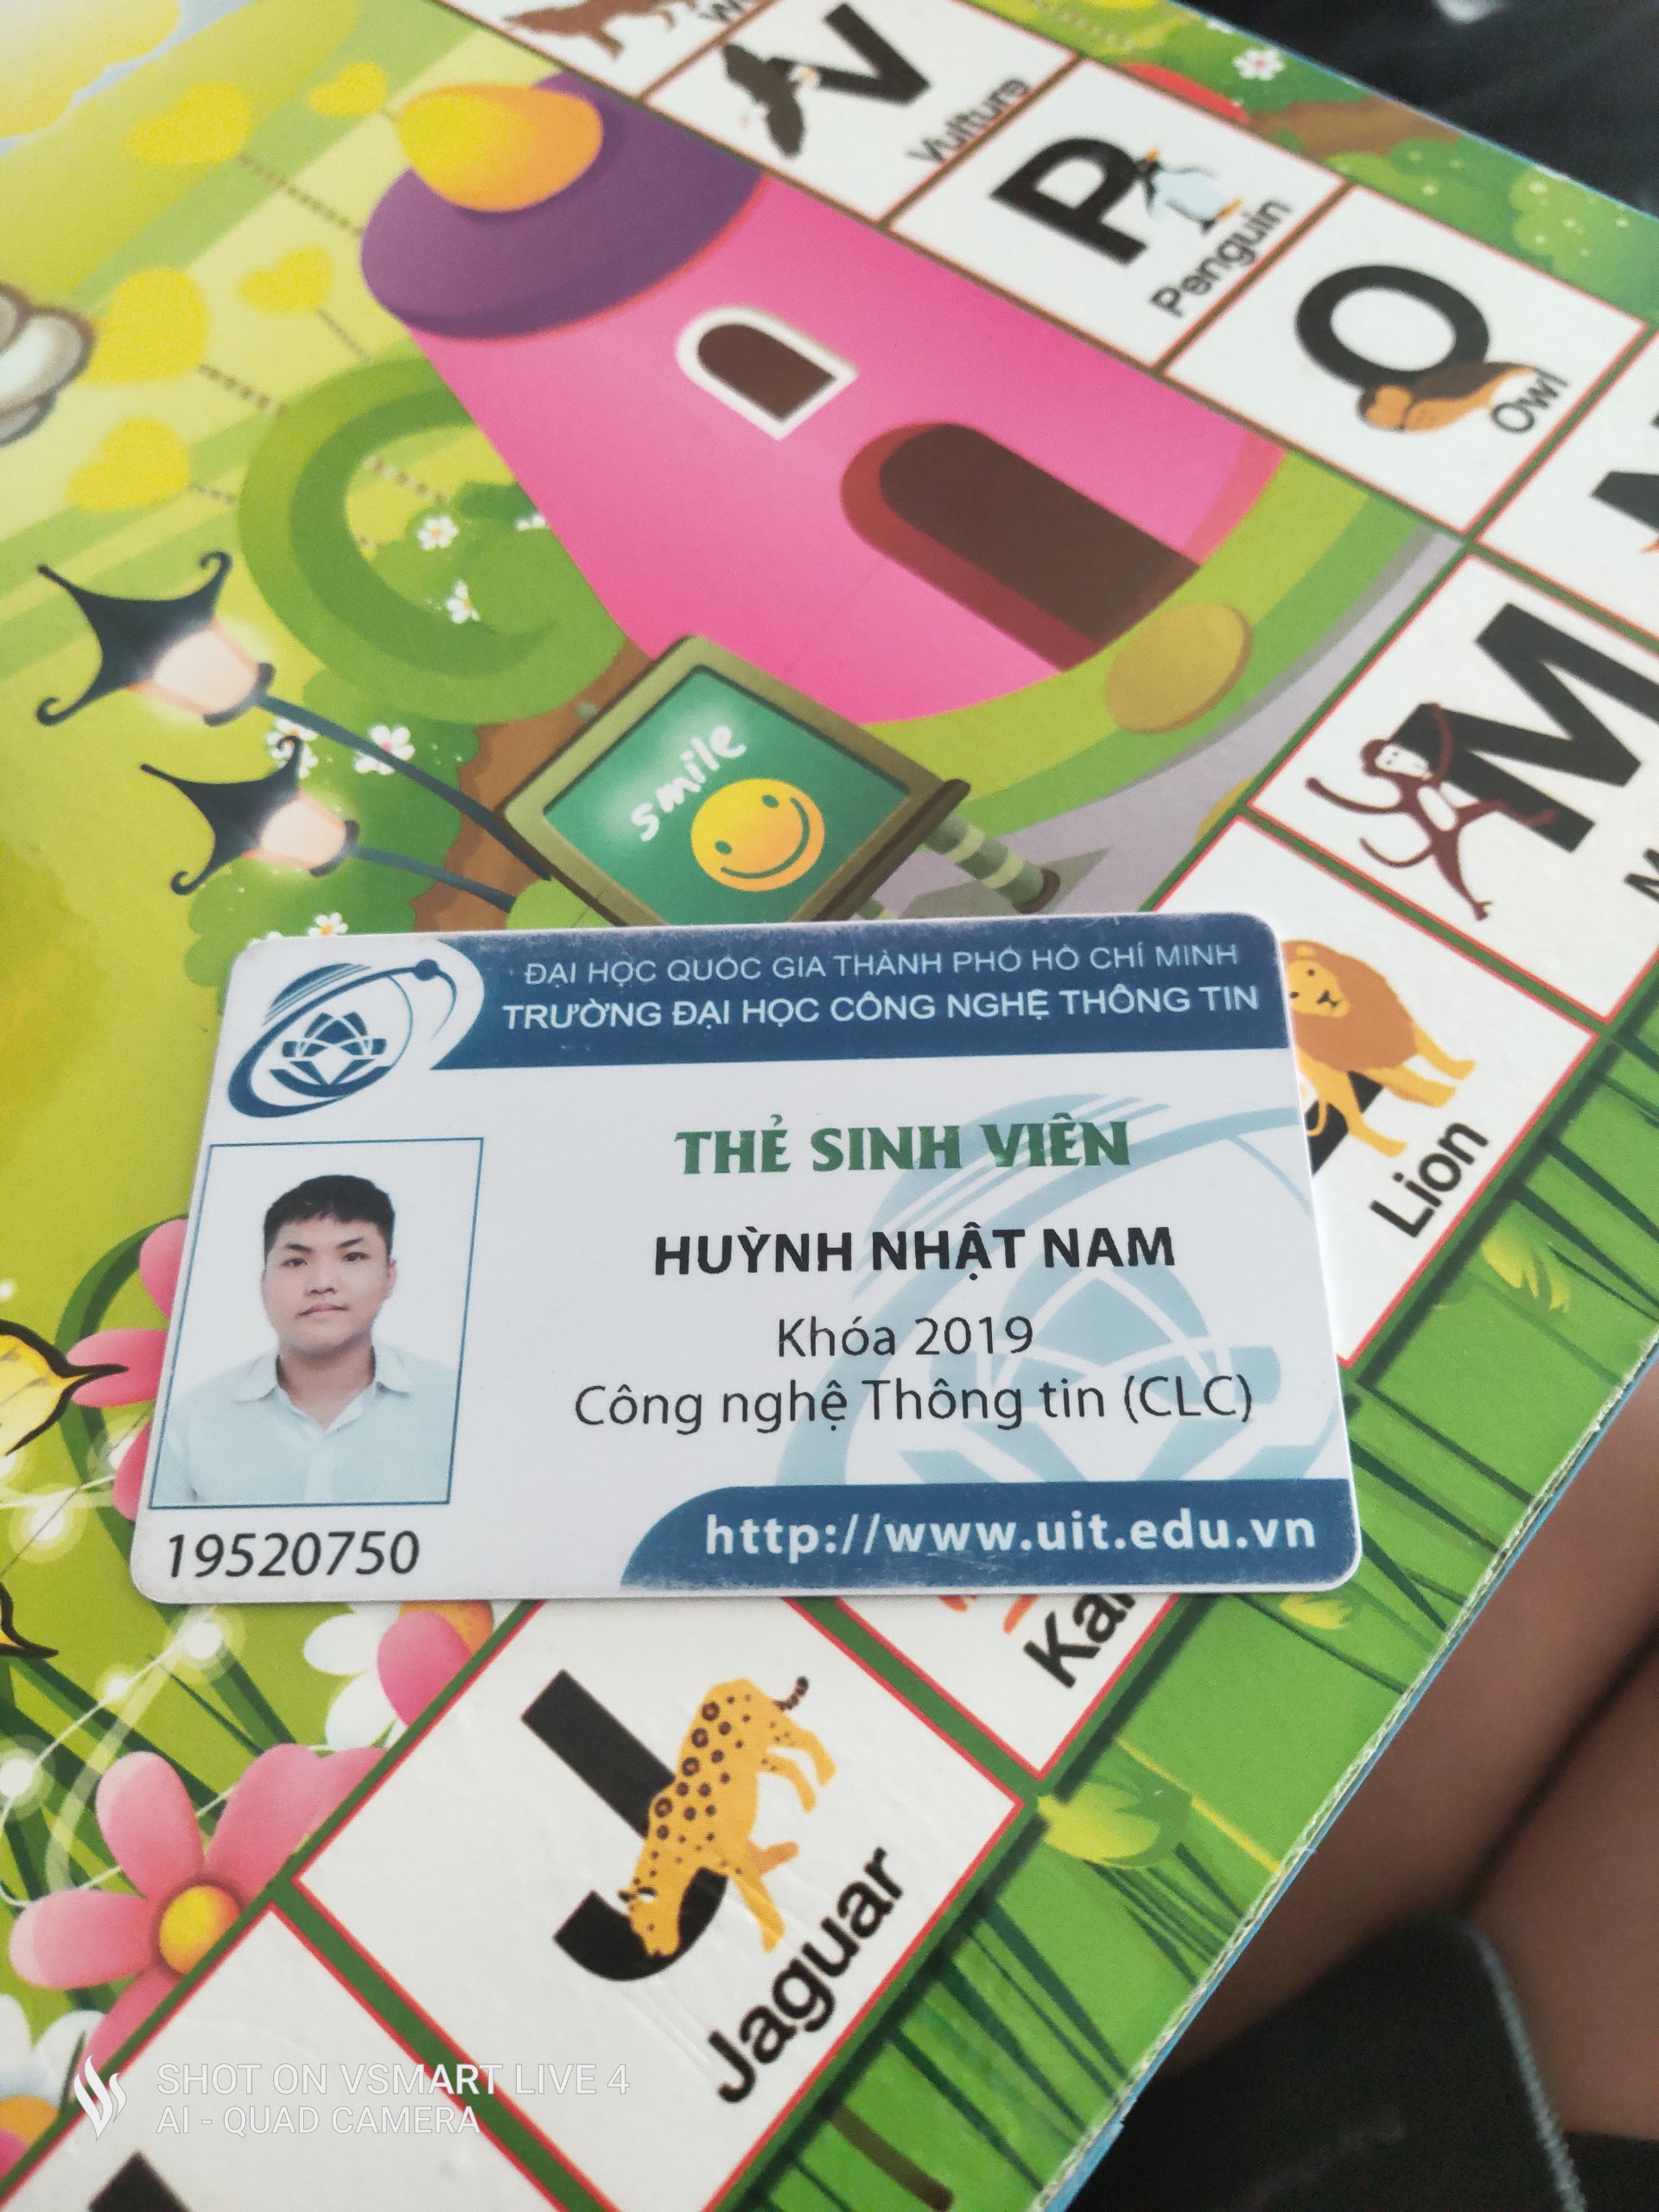 Vulture
V
P
Penguin
O
Owl
M
smile
ĐẠI HỌC QUỐC GIA THÀNH PHỐ HỒ CHÍ MINH
TRƯỜNG ĐẠI HỌC CÔNG NGHỆ THÔNG TIN
THẺ SINH VIÊN
HUỲNH NHẬT NAM
Khóa 2019
Công nghệ Thông tin (CLC)
19520750
http://www.uit.edu.vn
Lion
J
Jaguar
SHOT ON VSMART LIVE 4
AI - QUAD CAMERA